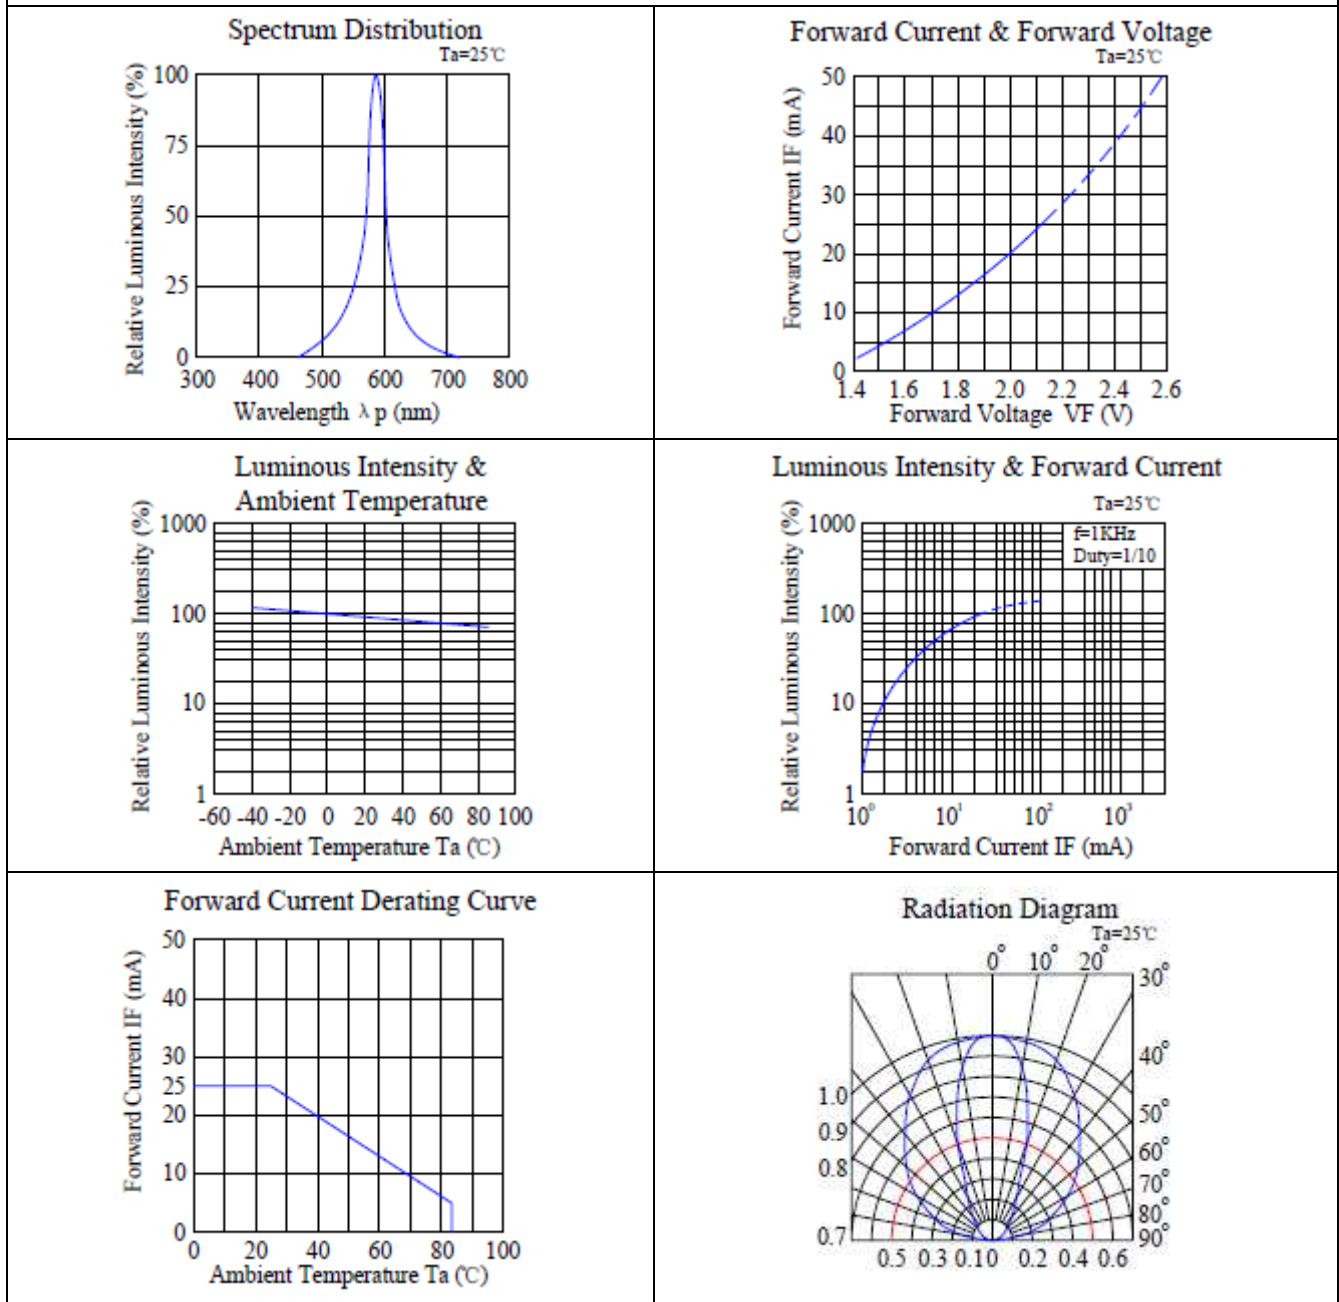 Spectrum Distribution
Ta=25℃
Relative Luminous Intensity (%)
100
75
50
25
0
300 400 500 600 700 800
Wavelength λp (nm)
Forward Current & Forward Voltage
Ta=25℃
Forward Current IF (mA)
50
40
30
20
10
0
1.4 1.6 1.8 2.0 2.2 2.4 2.6
Forward Voltage VF (V)
Luminous Intensity &
Ambient Temperature
Relative Luminous Intensity (%)
1000
100
10
1
-60 -40 -20 0 20 40 60 80 100
Ambient Temperature Ta (℃)
Luminous Intensity & Forward Current
Ta=25℃
f=1KHz
Duty=1/10
Relative Luminous Intensity (%)
1000
100
10
1
10⁰ 10¹ 10² 10³
Forward Current IF (mA)
Forward Current Derating Curve
Forward Current IF (mA)
50
40
30
25
20
10
0
0 20 40 60 80 100
Ambient Temperature Ta (℃)
Radiation Diagram
Ta=25℃
0° 10° 20°
30°
40°
50°
60°
70°
80°
90°
1.0
0.9
0.8
0.7
0.5 0.3 0.1 0 0.2 0.4 0.6